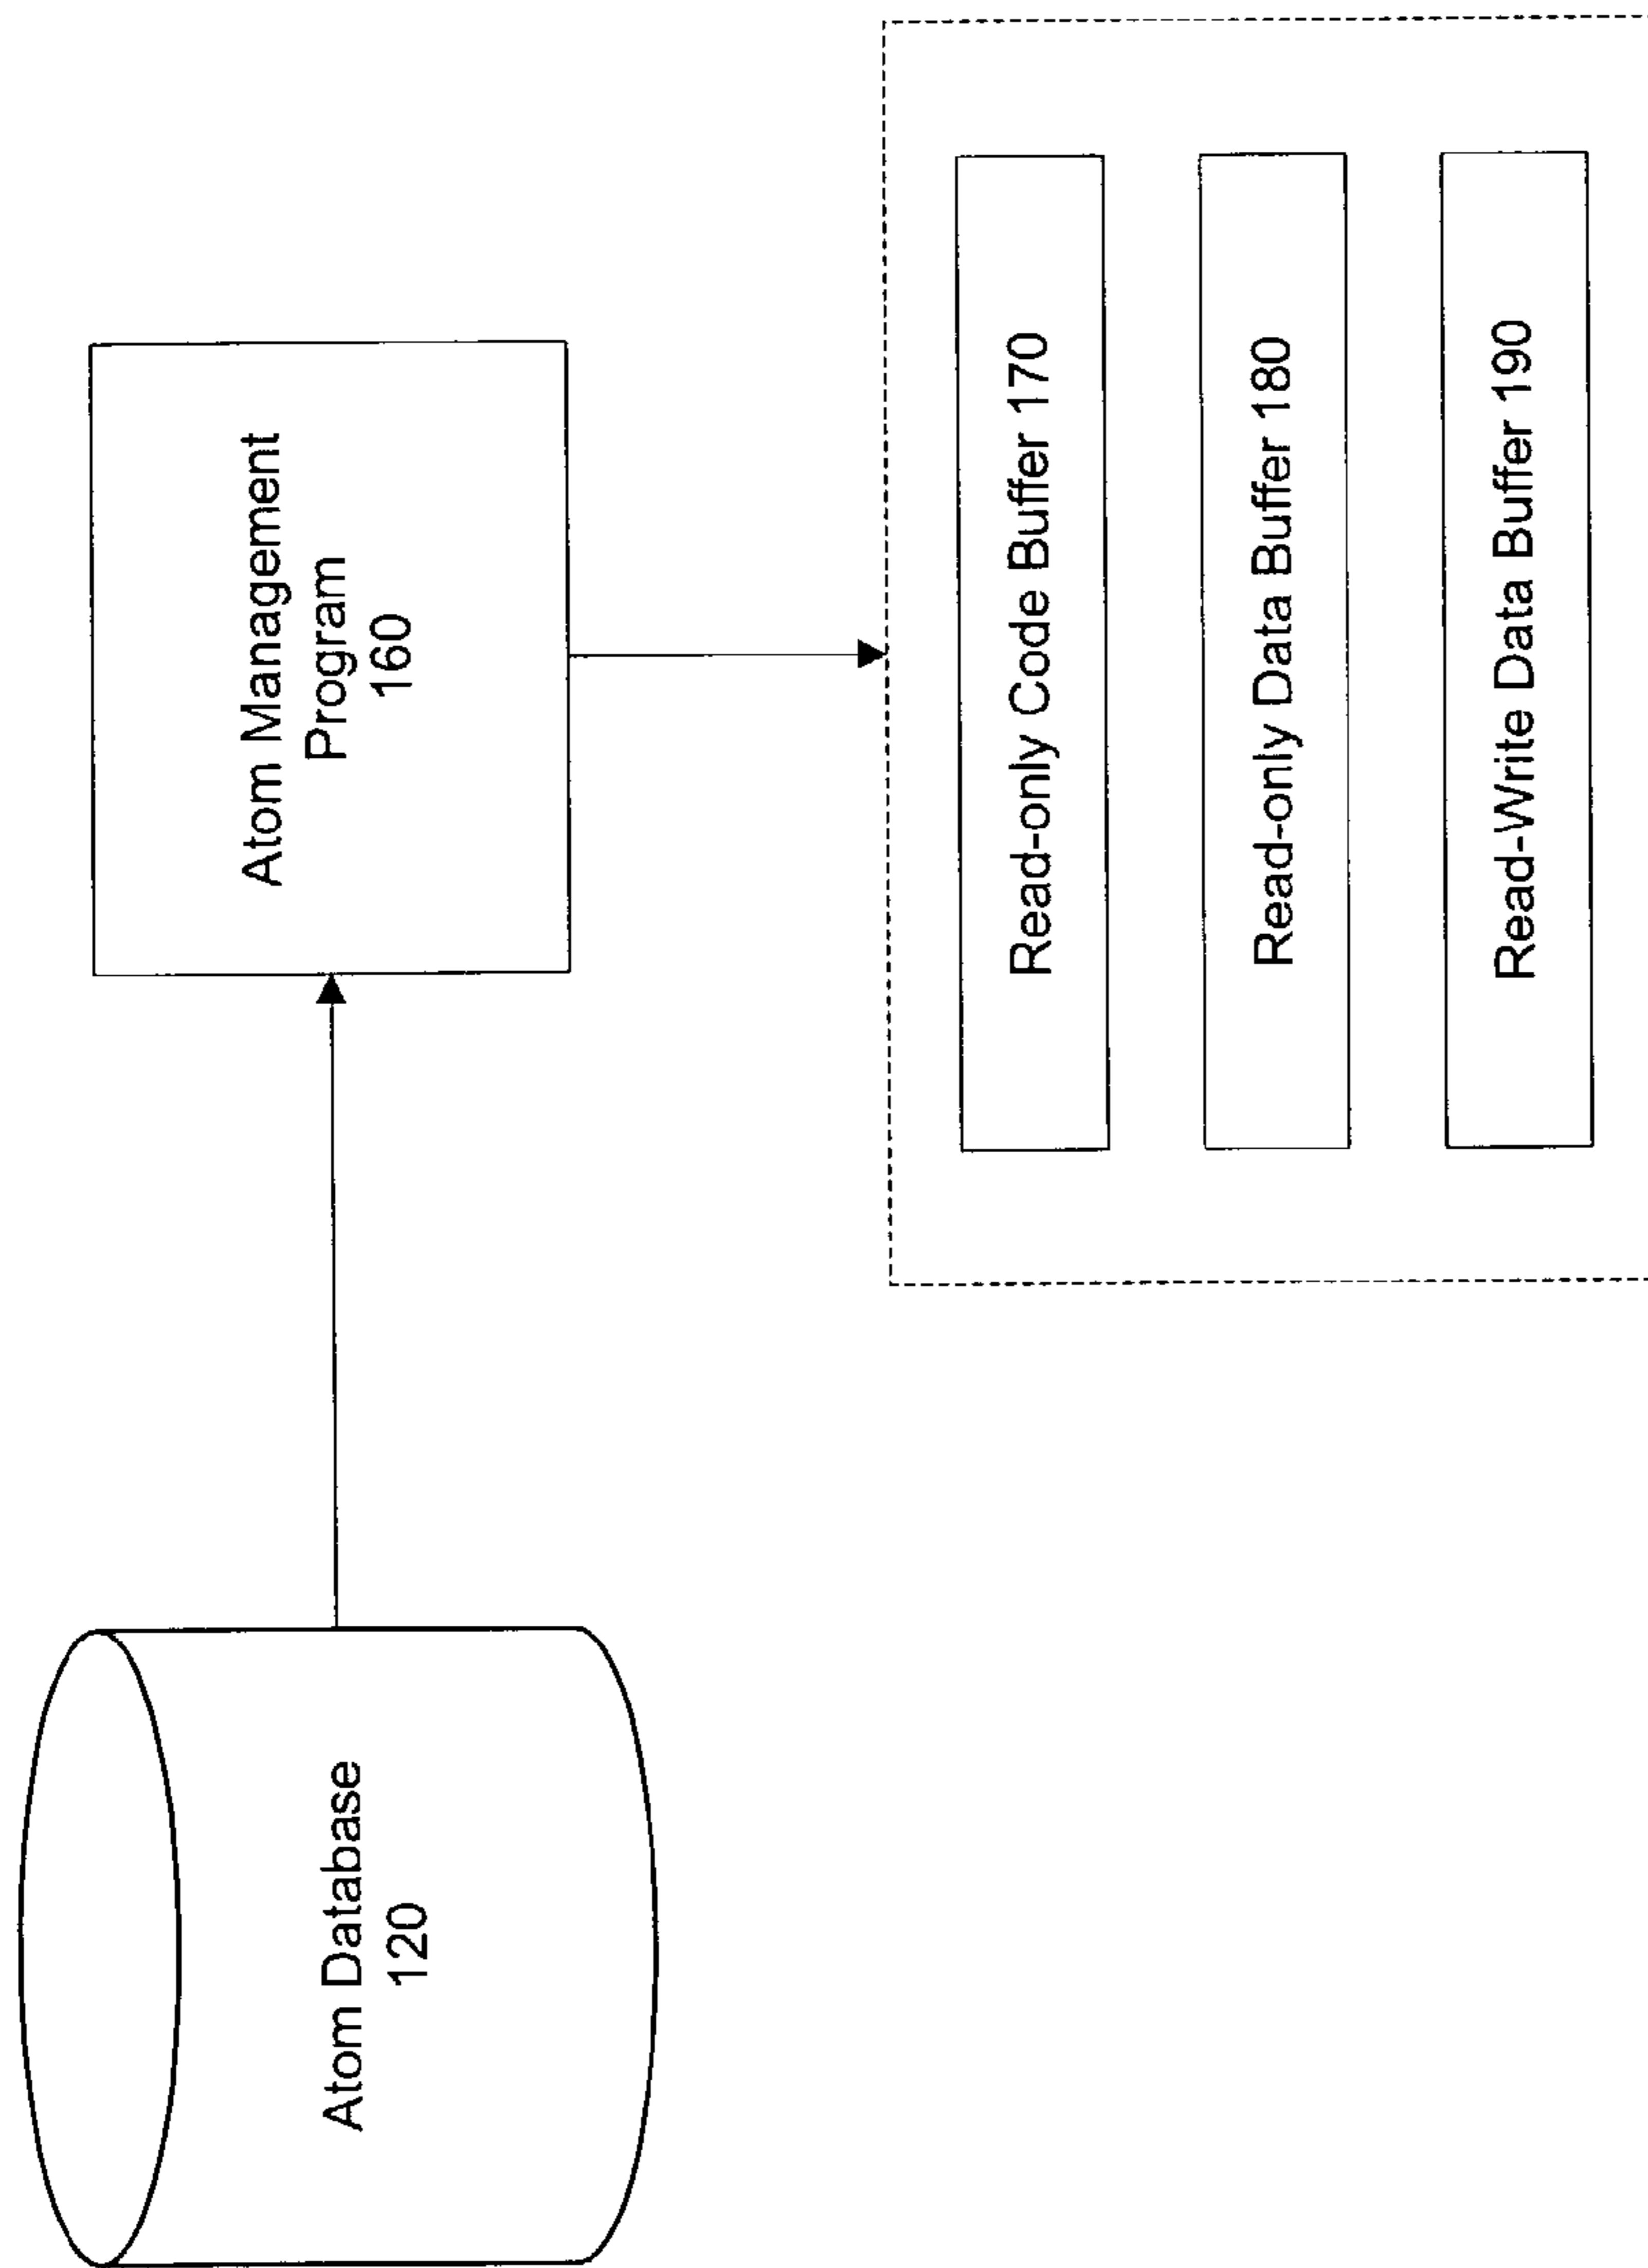 Atom Database
120
Atom Management
Program
160
Read-only Code Buffer 170
Read-only Data Buffer 180
Read-Write Data Buffer 190